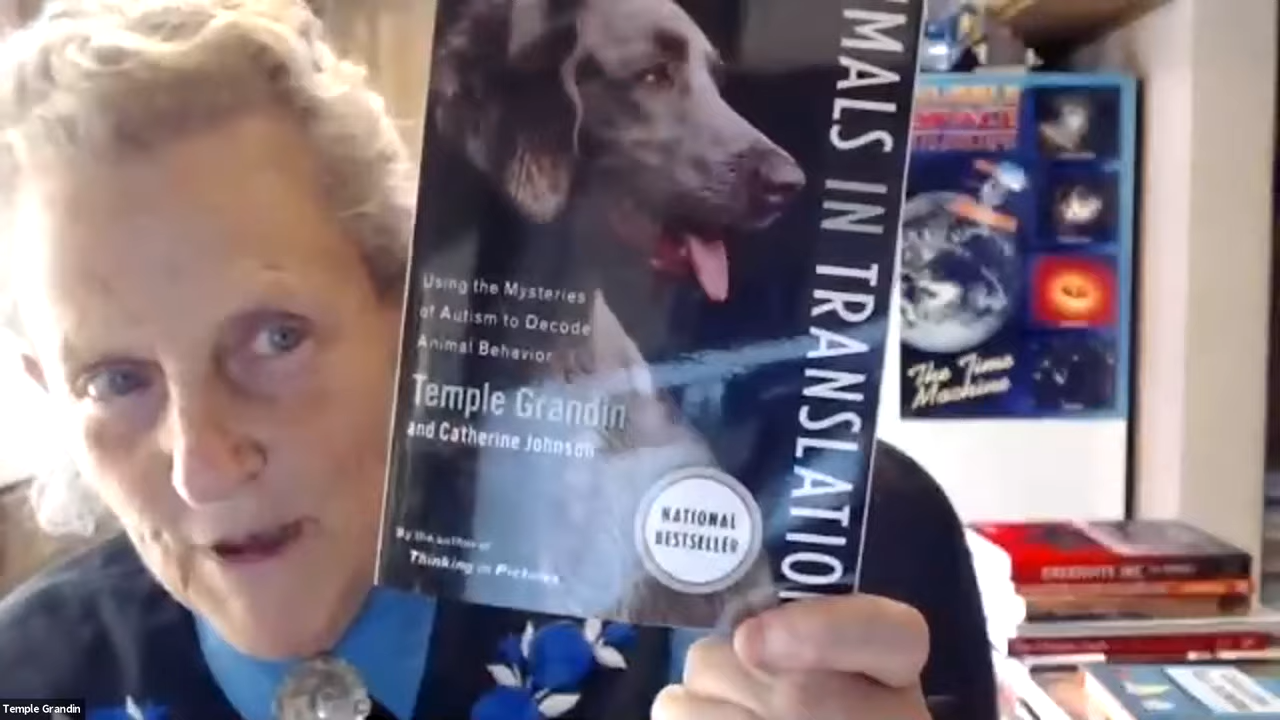 MALS IN TRANSLATIO
Using the Mysteries
of Autism to Decode
Animal Behavior
Temple Grandin
and Catherine Johnson
NATIONAL
BESTSELLER
By the author of
Thinking in Pictures
The Time
Machine
Temple Grandin